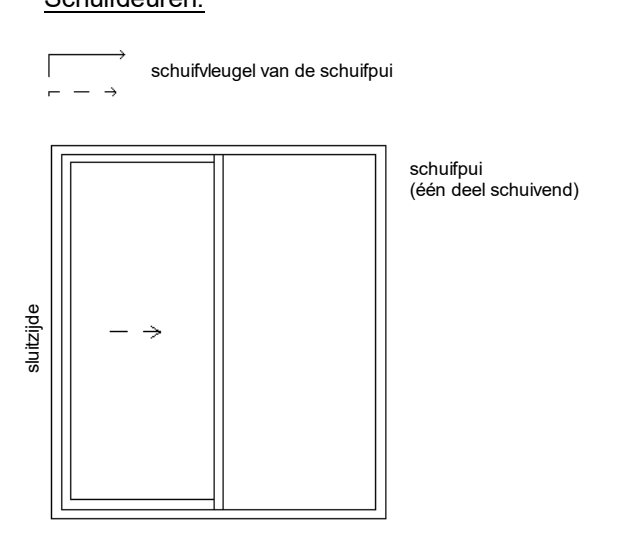 Schuifdeuren:
schuifvleugel van de schuifpui
schuifpui
(één deel schuivend)
sluitzijde